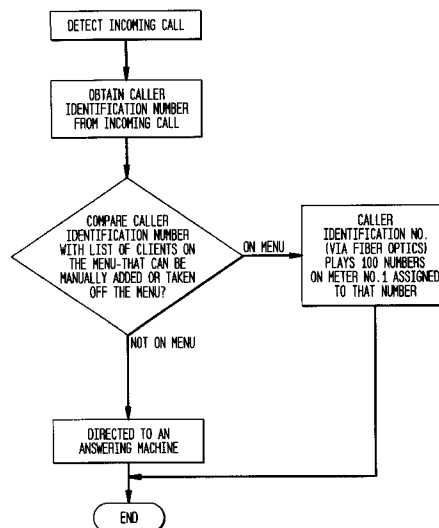 DETECT INCOMING CALL
OBTAIN CALLER
IDENTIFICATION NUMBER
FROM INCOMING CALL
COMPARE CALLER
IDENTIFICATION NUMBER
WITH LIST OF CLIENTS ON
THE MENU-THAT CAN BE
MANUALLY ADDED OR TAKEN
OFF THE MENU?
ON MENU
CALLER
IDENTIFICATION NO.
(VIA FIBER OPTICS)
PLAYS 100 NUMBERS
ON METER NO.1 ASSIGNED
TO THAT NUMBER
NOT ON MENU
DIRECTED TO AN
ANSWERING MACHINE
END